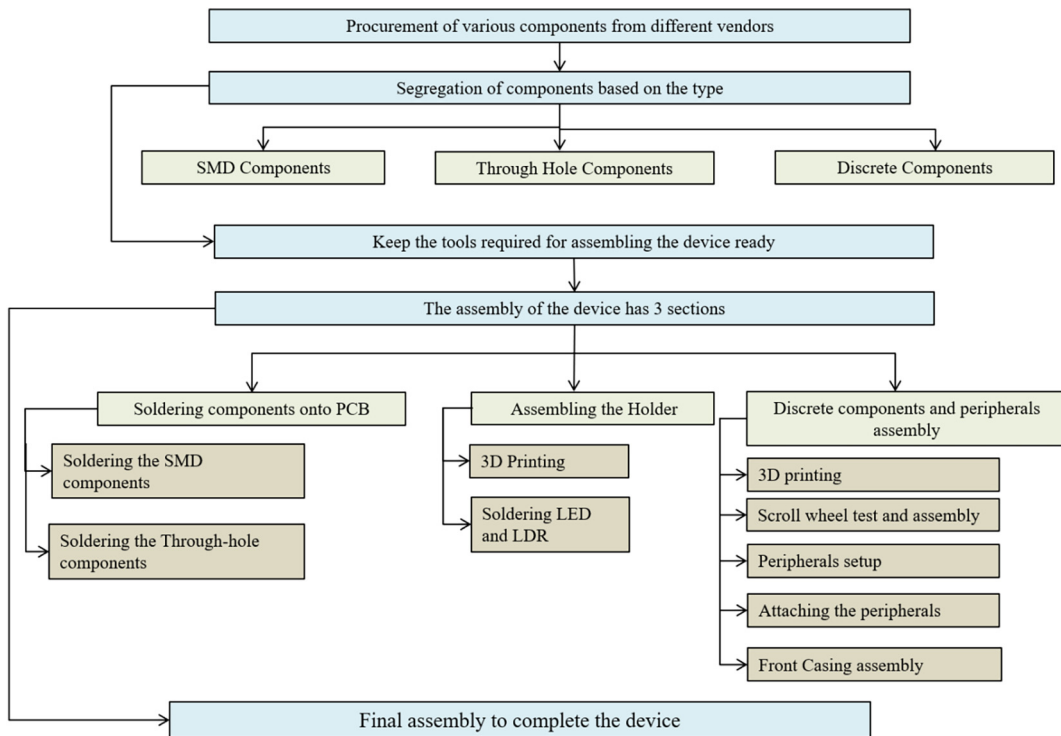 Procurement of various components from different vendors
Segregation of components based on the type
SMD Components
Through Hole Components
Discrete Components
Keep the tools required for assembling the device ready
The assembly of the device has 3 sections
Soldering components onto PCB
Soldering the SMD
components
Soldering the Through-hole
components
Assembling the Holder
3D Printing
Soldering LED
and LDR
Discrete components and peripherals
assembly
3D printing
Scroll wheel test and assembly
Peripherals setup
Attaching the peripherals
Front Casing assembly
Final assembly to complete the device